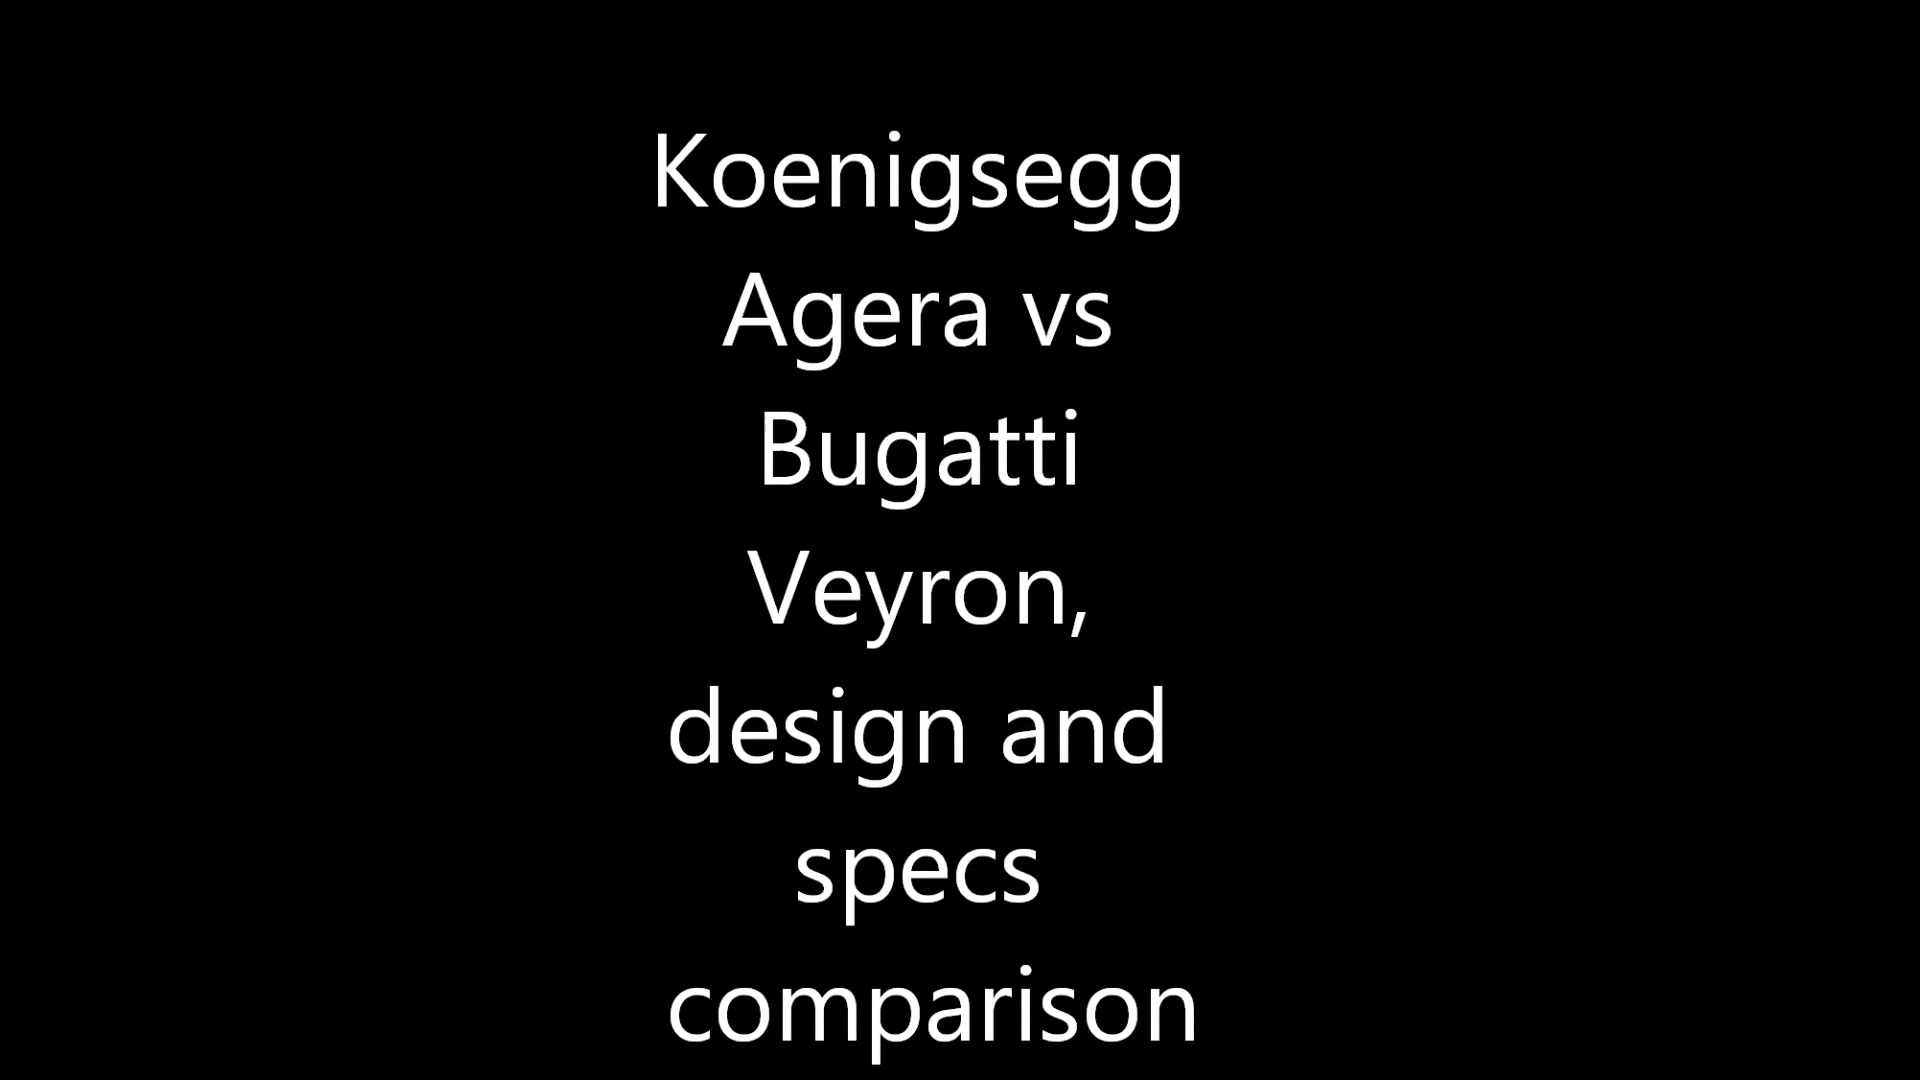 Koenigsegg
Agera vs
Bugatti
Veyron,
design and
specs
comparison